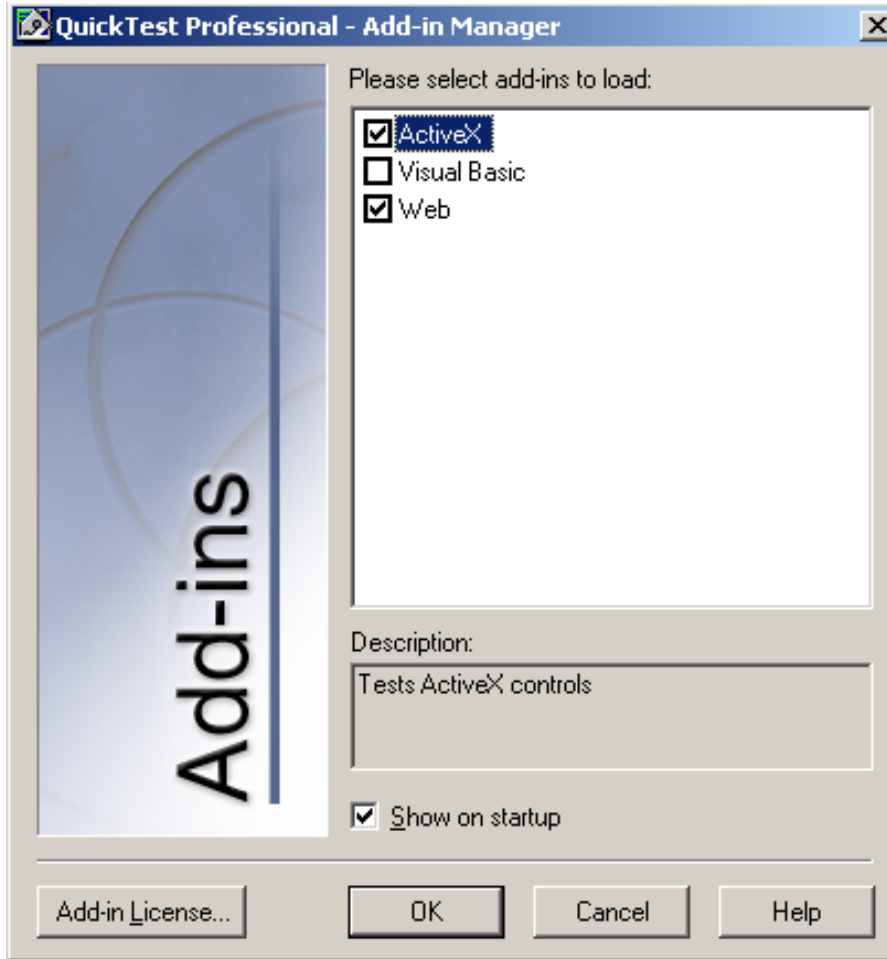 QuickTest Professional - Add-in Manager
Please select add-ins to load:
ActiveX
Visual Basic
Web
Add-ins
Description:
Tests ActiveX controls
Show on startup
Add-in License...
OK
Cancel
Help